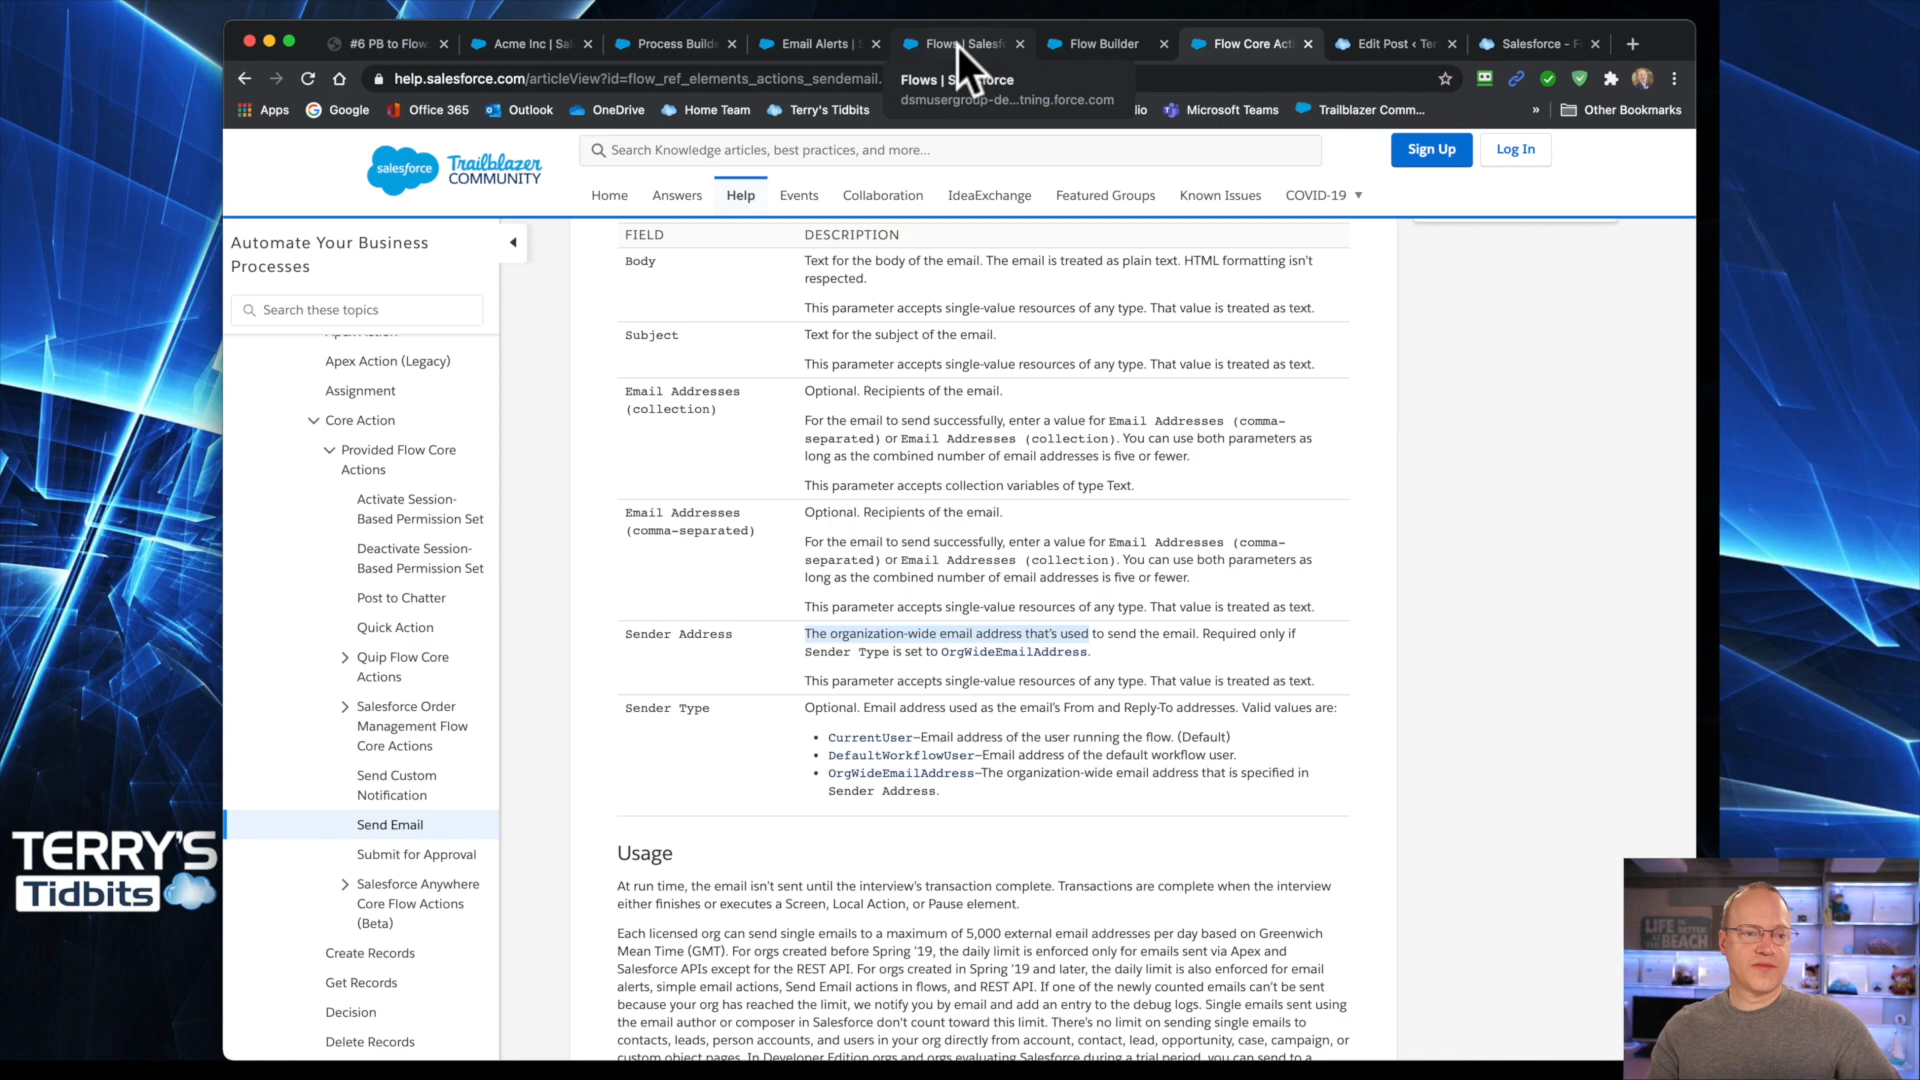 #6 PB to Flow
Acme Inc | Sal
Process Builde
Email Alerts | S
Flows | Salesf
Flow Builder
Flow Core Acti
Edit Post ‹ Ter
Salesforce - F
help.salesforce.com/articleView?id=flow_ref_elements_actions_sendemail.
Flows | S force
dsmusergroup-de...tning.force.com
Apps
Google
Office 365
Outlook
OneDrive
Home Team
Terry's Tidbits
lio
Microsoft Teams
Trailblazer Comm...
»
Other Bookmarks
salesforce
Trailblazer
COMMUNITY
Search Knowledge articles, best practices, and more...
Sign Up
Log In
Home
Answers
Help
Events
Collaboration
IdeaExchange
Featured Groups
Known Issues
COVID-19
Automate Your Business
Processes
Search these topics
Apex Action (Legacy)
Assignment
Core Action
Provided Flow Core
Actions
Activate Session-
Based Permission Set
Deactivate Session-
Based Permission Set
Post to Chatter
Quick Action
Quip Flow Core
Actions
Salesforce Order
Management Flow
Core Actions
Send Custom
Notification
Send Email
Submit for Approval
Salesforce Anywhere
Core Flow Actions
(Beta)
Create Records
Get Records
Decision
Delete Records
FIELD
DESCRIPTION
Body
Text for the body of the email. The email is treated as plain text. HTML formatting isn't
respected.
This parameter accepts single-value resources of any type. That value is treated as text.
Subject
Text for the subject of the email.
This parameter accepts single-value resources of any type. That value is treated as text.
Email Addresses
(collection)
Optional. Recipients of the email.
For the email to send successfully, enter a value for Email Addresses (comma-
separated) or Email Addresses (collection). You can use both parameters as
long as the combined number of email addresses is five or fewer.
This parameter accepts collection variables of type Text.
Email Addresses
(comma-separated)
Optional. Recipients of the email.
For the email to send successfully, enter a value for Email Addresses (comma-
separated) or Email Addresses (collection). You can use both parameters as
long as the combined number of email addresses is five or fewer.
This parameter accepts single-value resources of any type. That value is treated as text.
Sender Address
The organization-wide email address that's used to send the email. Required only if
Sender Type is set to OrgWideEmailAddress.
This parameter accepts single-value resources of any type. That value is treated as text.
Sender Type
Optional. Email address used as the email's From and Reply-To addresses. Valid values are:
• CurrentUser—Email address of the user running the flow. (Default)
• DefaultWorkflowUser—Email address of the default workflow user.
• OrgWideEmailAddress—The organization-wide email address that is specified in
Sender Address.
Usage
At run time, the email isn't sent until the interview's transaction complete. Transactions are complete when the interview
either finishes or executes a Screen, Local Action, or Pause element.
Each licensed org can send single emails to a maximum of 5,000 external email addresses per day based on Greenwich
Mean Time (GMT). For orgs created before Spring '19, the daily limit is enforced only for emails sent via Apex and
Salesforce APIs except for the REST API. For orgs created in Spring '19 and later, the daily limit is also enforced for email
alerts, simple email actions, Send Email actions in flows, and REST API. If one of the newly counted emails can't be sent
because your org has reached the limit, we notify you by email and add an entry to the debug logs. Single emails sent using
the email author or composer in Salesforce don't count toward this limit. There's no limit on sending single emails to
contacts, leads, person accounts, and users in your org directly from account, contact, lead, opportunity, case, campaign, or
custom object pages. In Developer Edition orgs and orgs evaluating Salesforce during a trial period, you can send to a
TERRY'S
Tidbits
LIFE IS
BETTER
AT THE
BEACH